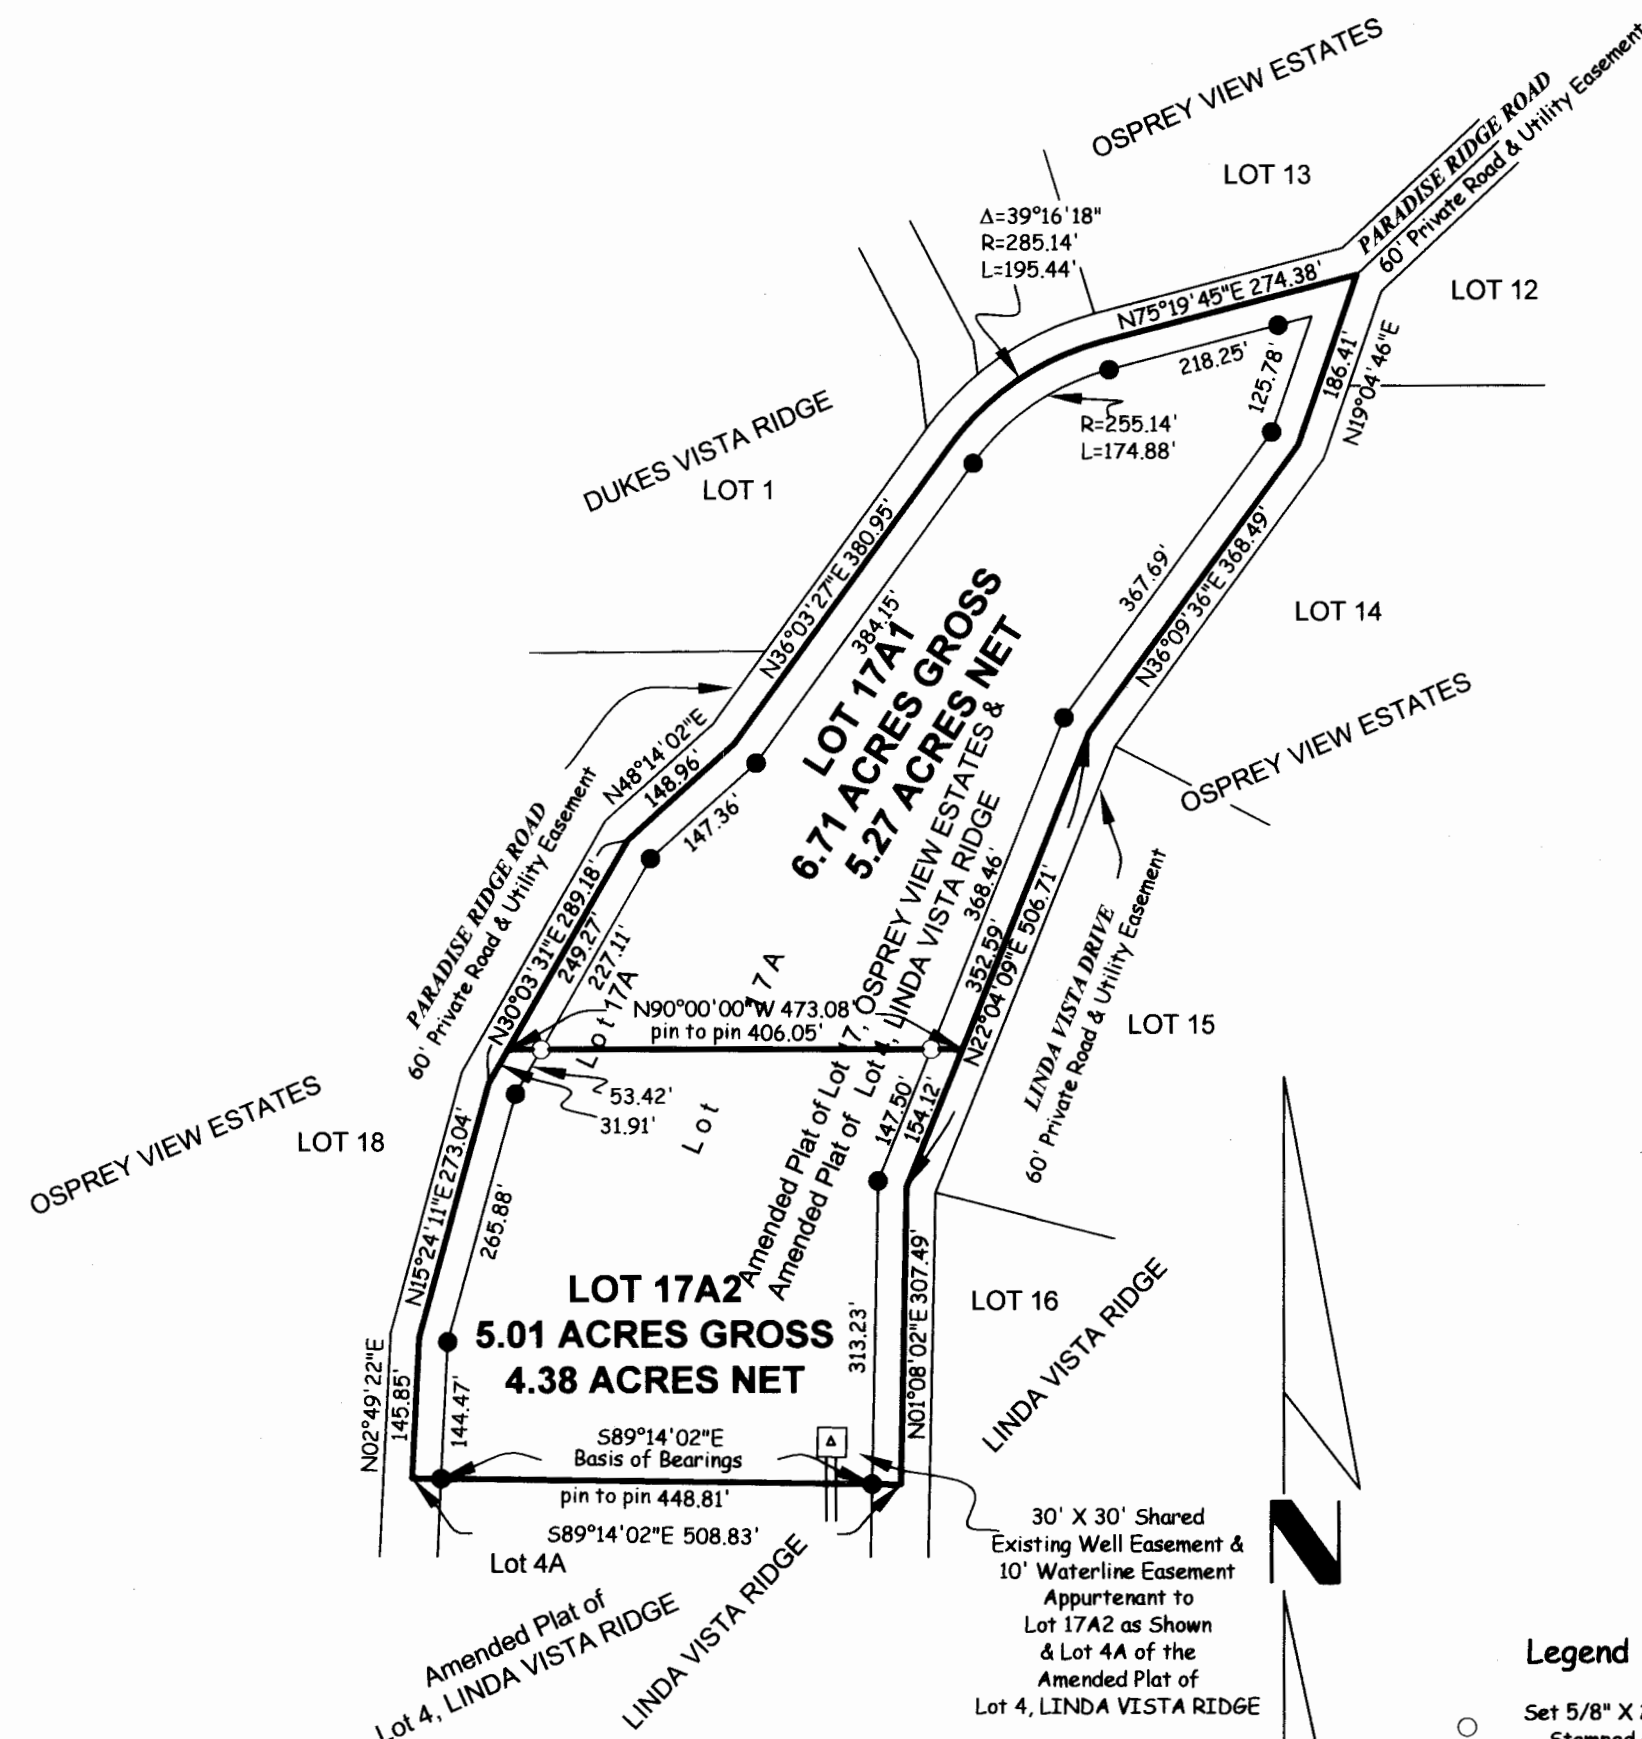 OSPREY VIEW ESTATES
LOT 13
PARADISE RIDGE ROAD
60' Private Road & Utility Easement
Δ=39°16'18"
R=285.14'
L=195.44'
N75°19'45"E 274.38'
LOT 12
218.25'
125.78'
186.41'
N19°04'46"E
R=255.14'
L=174.88'
DUKES VISTA RIDGE
LOT 1
N36°03'27"E 380.95'
384.15'
367.69'
N36°09'36"E 368.49'
LOT 14
LOT 17A1
6.71 ACRES GROSS
5.27 ACRES NET
OSPREY VIEW ESTATES
N48°14'02"E
148.96'
147.36'
PARADISE RIDGE ROAD
60' Private Road & Utility Easement
N30°03'31"E 289.18'
249.27'
227.11'
Lot 17A
Lot 17A
Amended Plat of Lot 17, OSPREY VIEW ESTATES &
Amended Plat of Lot 4, LINDA VISTA RIDGE
368.46'
352.59'
N22°04'09"E 506.71'
LINDA VISTA DRIVE
60' Private Road & Utility Easement
LOT 15
N90°00'00"W 473.08'
pin to pin 406.05'
53.42'
31.91'
147.50'
154.12'
OSPREY VIEW ESTATES
LOT 18
N15°24'11"E 273.04'
265.88'
LOT 17A2
5.01 ACRES GROSS
4.38 ACRES NET
313.23'
N01°08'02"E 307.49'
LOT 16
LINDA VISTA RIDGE
N02°49'22"E
145.85'
144.47'
S89°14'02"E
Basis of Bearings
Δ
pin to pin 448.81'
S89°14'02"E 508.83'
Lot 4A
Amended Plat of
Lot 4, LINDA VISTA RIDGE
LINDA VISTA RIDGE
30' X 30' Shared
Existing Well Easement &
10' Waterline Easement
Appurtenant to
Lot 17A2 as Shown
& Lot 4A of the
Amended Plat of
Lot 4, LINDA VISTA RIDGE
N
Legend
Set 5/8" X